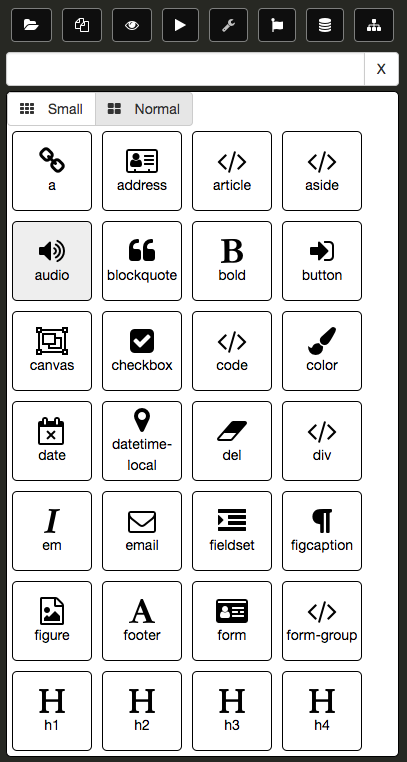 X
Small Normal
a address article aside
audio blockquote bold button
canvas checkbox code color
date datetime-local del div
em email fieldset figcaption
figure footer form form-group
h1 h2 h3 h4